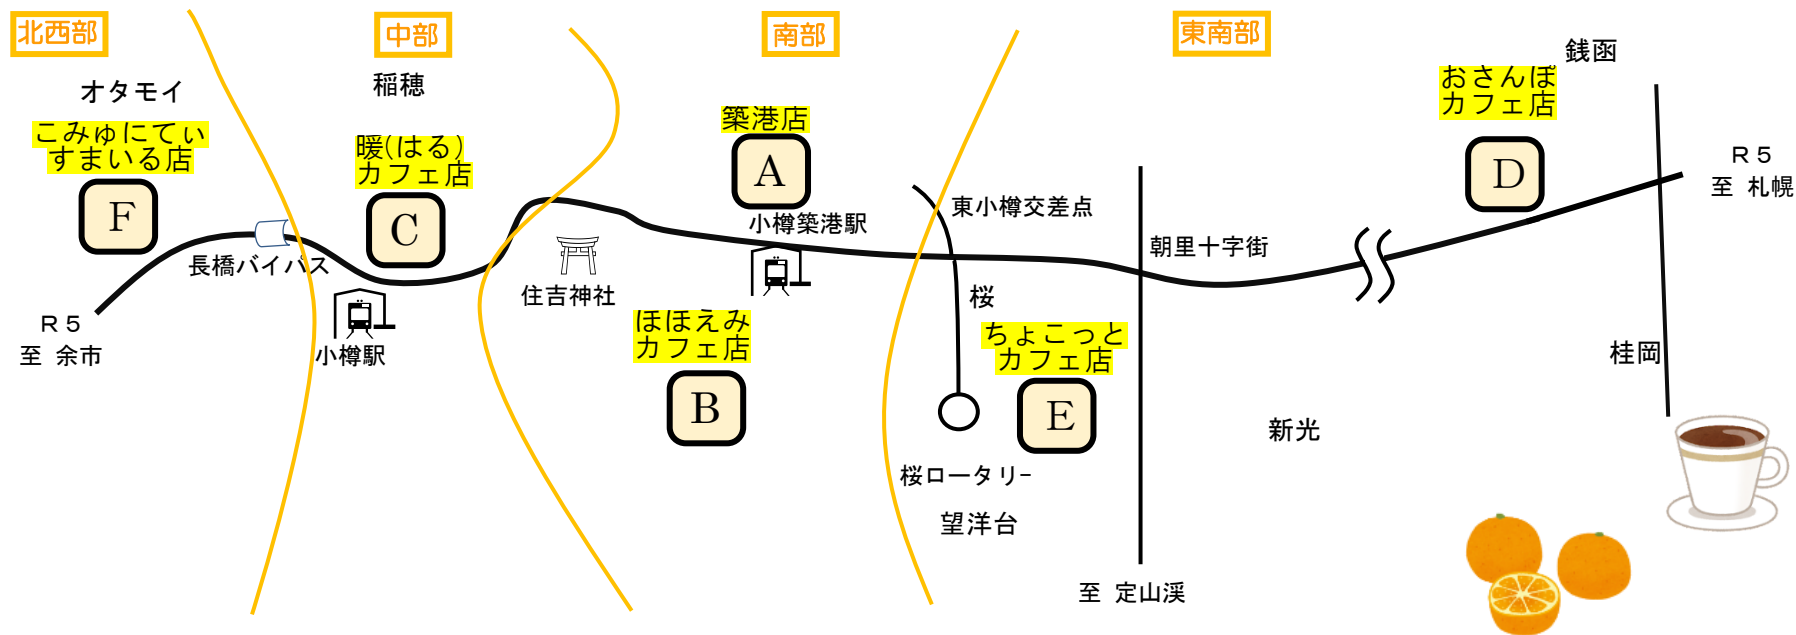 北西部
中部
南部
東南部
オタモイ
稲穂
銭函
こみゅにてぃ
すまいる店
F
暖(はる)
カフェ店
C
築港店
A
おさんぽ
カフェ店
D
R5
至 札幌
小樽築港駅
東小樽交差点
朝里十字街
長橋バイパス
住吉神社
桜
R5
至 余市
小樽駅
ほほえみ
カフェ店
B
ちょこっと
カフェ店
E
桂岡
新光
桜ロータリー
望洋台
至 定山渓